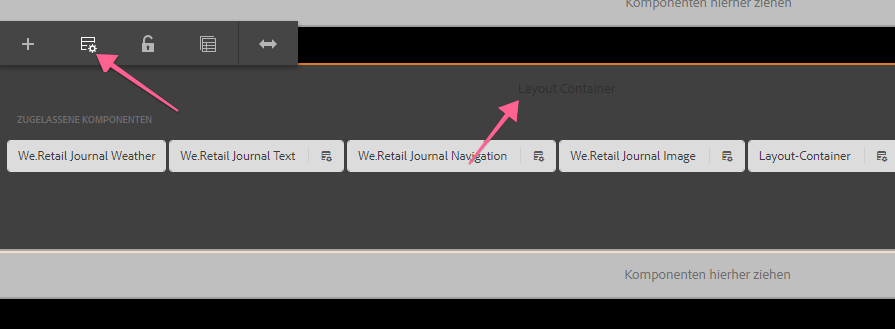 Komponenten hierher ziehen
Layout Container
ZUGELASSENE KOMPONENTEN
We.Retail Journal Weather
We.Retail Journal Text
We.Retail Journal Navigation
We.Retail Journal Image
Layout-Container
Komponenten hierher ziehen